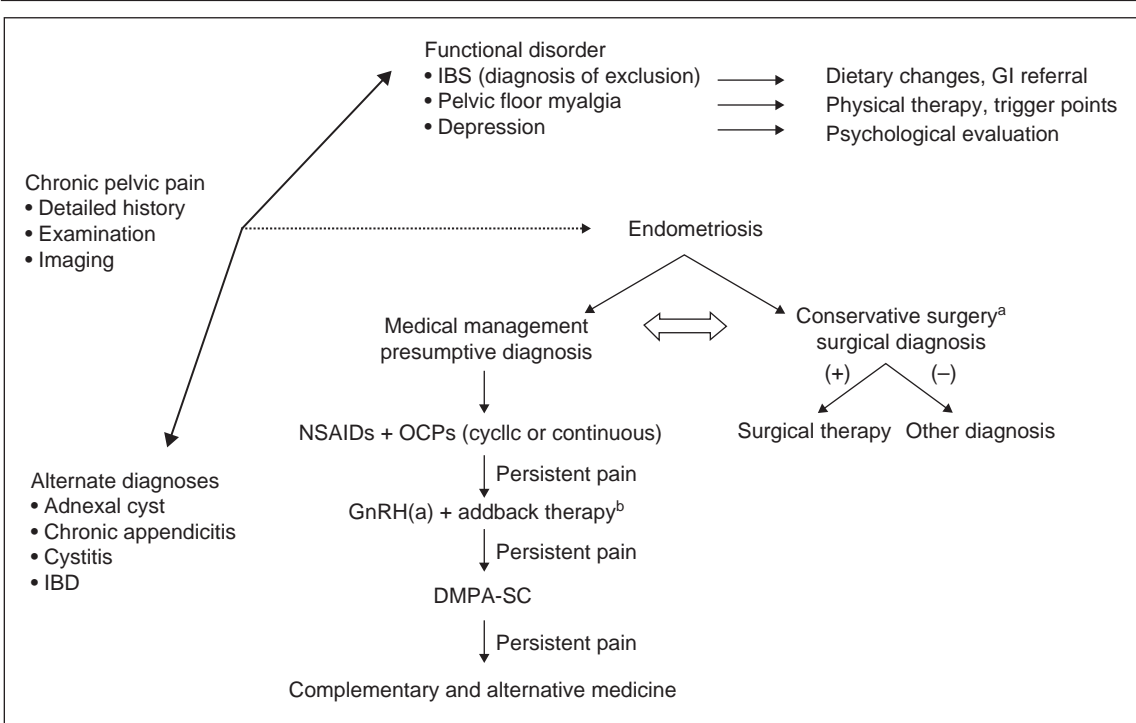 Functional disorder
• IBS (diagnosis of exclusion)
• Pelvic floor myalgia
• Depression
Dietary changes, GI referral
Physical therapy, trigger points
Psychological evaluation
Chronic pelvic pain
• Detailed history
• Examination
• Imaging
Endometriosis
Medical management
presumptive diagnosis
Conservative surgeryᵃ
surgical diagnosis
(+)
(–)
Surgical therapy
Other diagnosis
NSAIDs + OCPs (cycllc or continuous)
Persistent pain
GnRH(a) + addback therapyᵇ
Persistent pain
DMPA-SC
Persistent pain
Complementary and alternative medicine
Alternate diagnoses
• Adnexal cyst
• Chronic appendicitis
• Cystitis
• IBD